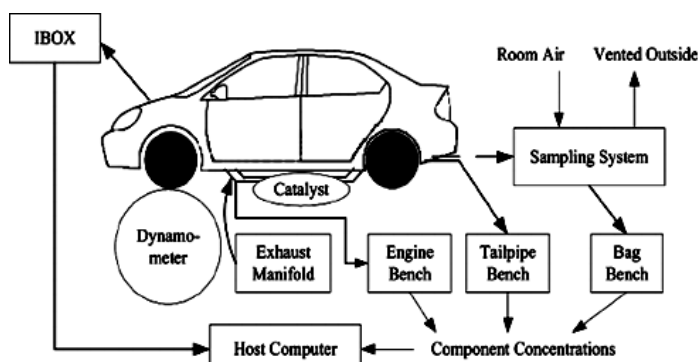 IBOX
Room Air
Vented Outside
Sampling System
Catalyst
Dynamo-
meter
Exhaust
Manifold
Engine
Bench
Tailpipe
Bench
Bag
Bench
Host Computer
Component Concentrations